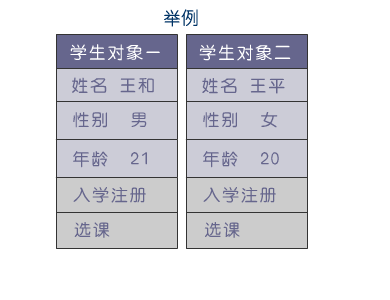 举例
学生对象一
姓名 王和
性别 男
年龄 21
入学注册
选课
学生对象二
姓名 王平
性别 女
年龄 20
入学注册
选课